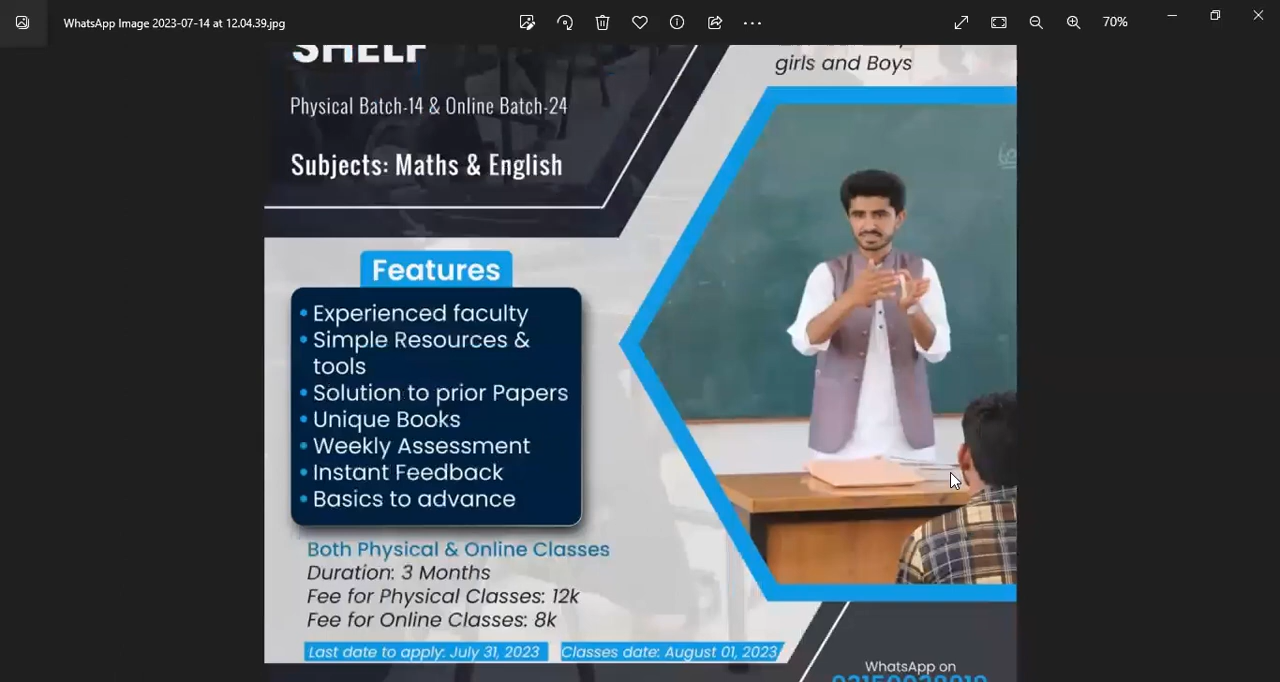 WhatsApp Image 2023-07-14 at 12.04.39.jpg
70%
SHELF
girls and Boys
Physical Batch-14 & Online Batch-24
Subjects: Maths & English
Features
• Experienced faculty
• Simple Resources &
tools
• Solution to prior Papers
• Unique Books
• Weekly Assessment
• Instant Feedback
• Basics to advance
Both Physical & Online Classes
Duration: 3 Months
Fee for Physical Classes: 12k
Fee for Online Classes: 8k
Last date to apply: July 31, 2023
Classes date: August 01, 2023
WhatsApp on